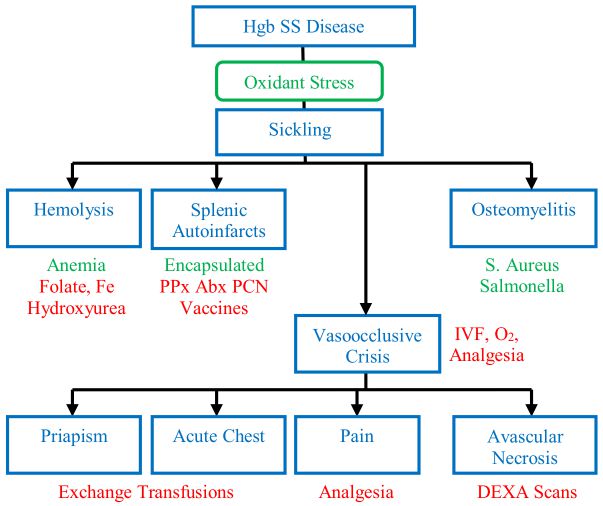 Hgb SS Disease
Oxidant Stress
Sickling
Hemolysis
Splenic
Autoinfarcts
Osteomyelitis
Anemia
Folate, Fe
Hydroxyurea
Encapsulated
PPx Abx PCN
Vaccines
S. Aureus
Salmonella
Vasoocclusive
Crisis
IVF, O₂,
Analgesia
Priapism
Acute Chest
Pain
Avascular
Necrosis
Exchange Transfusions
Analgesia
DEXA Scans